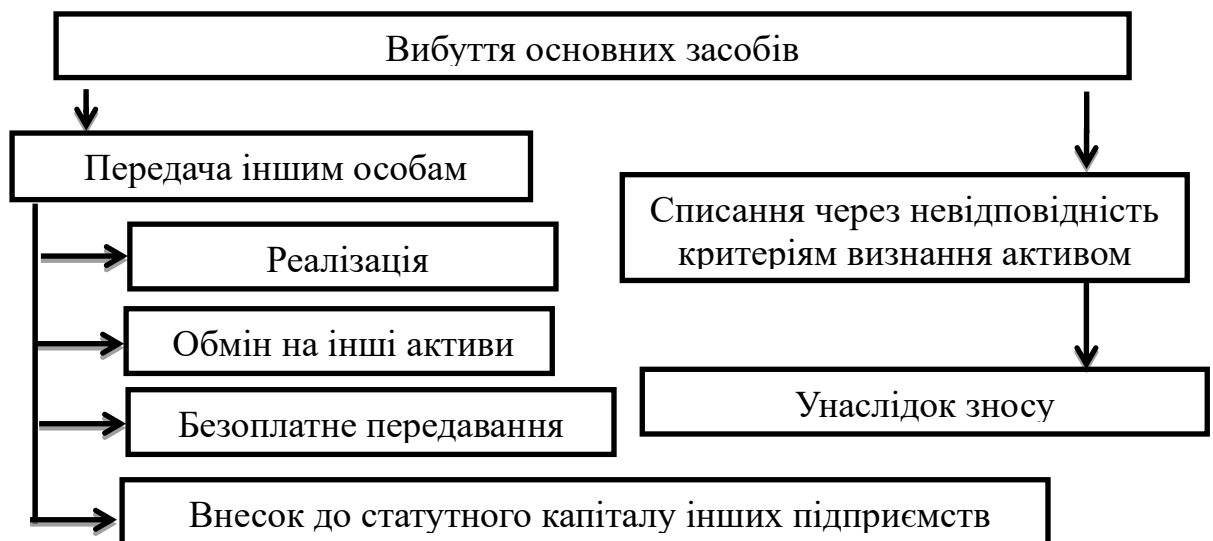 Вибуття основних засобів
Передача іншим особам
Списання через невідповідність
критеріям визнання активом
Реалізація
Обмін на інші активи
Унаслідок зносу
Безоплатне передавання
Внесок до статутного капіталу інших підприємств